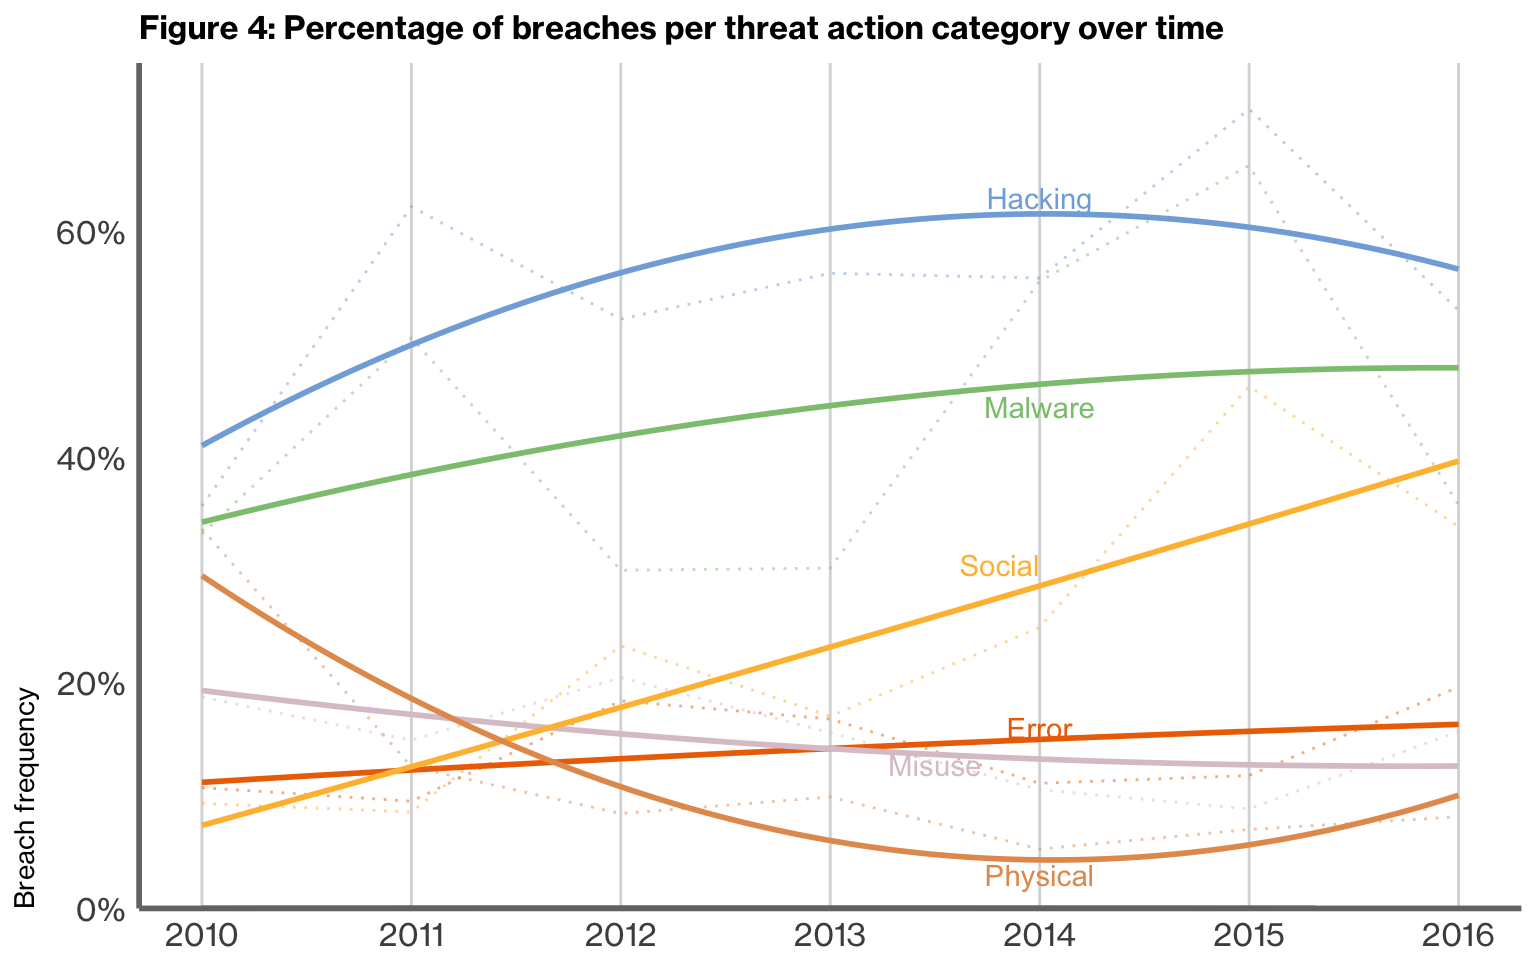 Figure 4: Percentage of breaches per threat action category over time
Breach frequency
60%
40%
20%
0%
Hacking
Malware
Social
Error
Misuse
Physical
2010 2011 2012 2013 2014 2015 2016